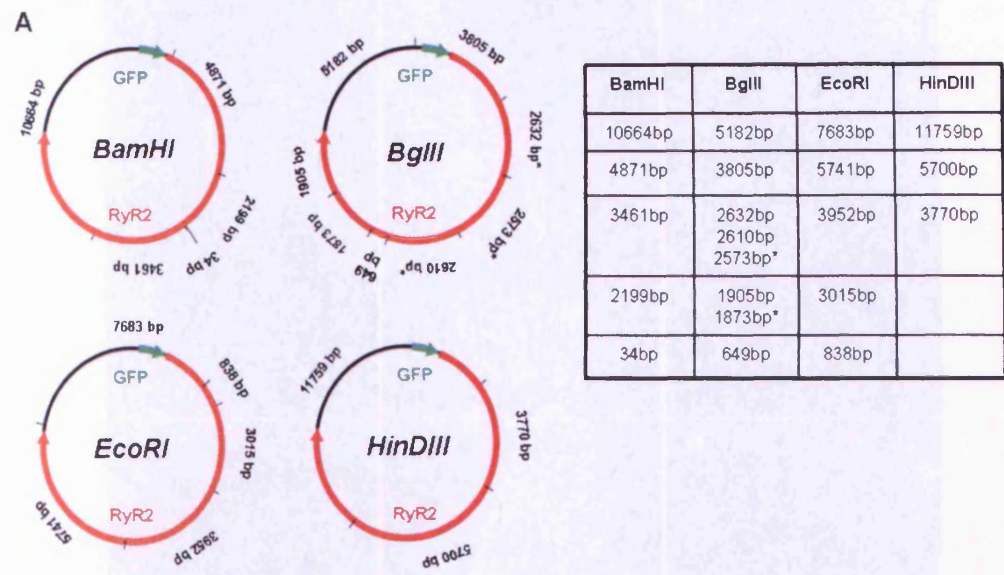 A
10664 bp
GFP
4871 bp
BamHI
RyR2
2199 bp
34 bp
3461 bp
5182 bp
GFP
3805 bp
BglII
RyR2
2632 bp*
2573 bp*
2610 bp*
649 bp
1873 bp
1905 bp
7683 bp
GFP
838 bp
EcoRI
3015 bp
RyR2
3952 bp
5741 bp
11759 bp
GFP
HinDIII
3770 bp
RyR2
5700 bp
BamHI BglII EcoRI HinDIII
10664bp 5182bp 7683bp 11759bp
4871bp 3805bp 5741bp 5700bp
3461bp 2632bp 3952bp 3770bp
2610bp
2573bp*
2199bp 1905bp 3015bp
1873bp*
34bp 649bp 838bp